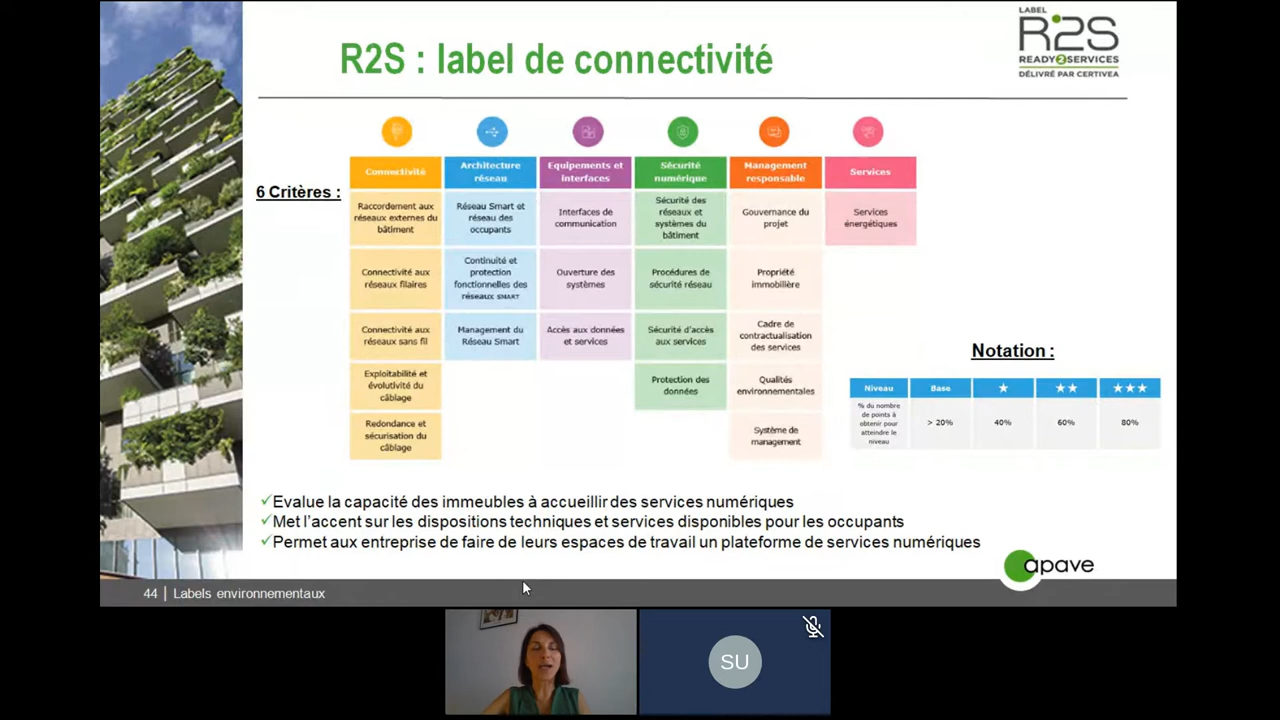 R2S : label de connectivité
LABEL
R2S
READY2SERVICES
DÉLIVRÉ PAR CERTIVEA
6 Critères :
Connectivité
Raccordement aux
réseaux externes du
bâtiment
Connectivité aux
réseaux filaires
Connectivité aux
réseaux sans fil
Exploitabilité et
évolutivité du
câblage
Redondance et
sécurisation du
câblage
Architecture
réseau
Réseau Smart et
réseau des
occupants
Continuité et
protection
fonctionnelles des
réseaux SMART
Management du
Réseau Smart
Equipements et
interfaces
Interfaces de
communication
Ouverture des
systèmes
Accès aux données
et services
Sécurité
numérique
Sécurité des
réseaux et
systèmes du
bâtiment
Procédures de
sécurité réseau
Sécurité d'accès
aux services
Protection des
données
Management
responsable
Gouvernance du
projet
Propriété
immobilière
Cadre de
contractualisation
des services
Qualités
environnementales
Système de
management
Services
Services
énergétiques
Notation :
Niveau Base ★ ★★ ★★★
% du nombre
de points à
obtenir pour
atteindre le
niveau
> 20% 40% 60% 80%
✓Evalue la capacité des immeubles à accueillir des services numériques
✓Met l'accent sur les dispositions techniques et services disponibles pour les occupants
✓Permet aux entreprise de faire de leurs espaces de travail un plateforme de services numériques
apave
44 | Labels environnementaux
SU